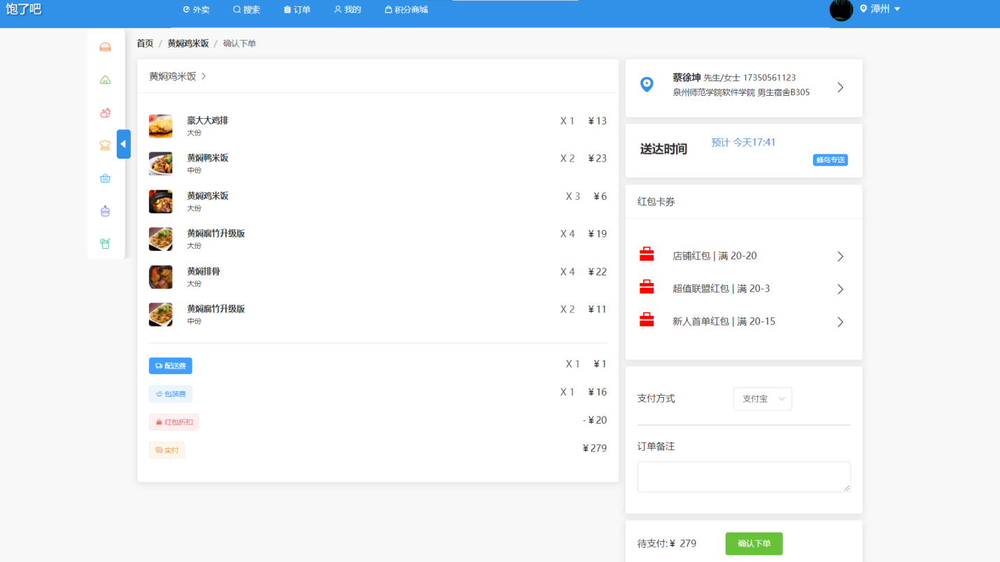 饱了吧
外卖 搜索 订单 我的 积分商城
漳州
首页 / 黄焖鸡米饭 / 确认下单
黄焖鸡米饭
豪大大鸡排 X 1 ¥ 13
大份
黄焖鸭米饭 X 2 ¥ 23
中份
黄焖鸡米饭 X 3 ¥ 6
大份
黄焖腐竹升级版 X 4 ¥ 19
大份
黄焖排骨 X 4 ¥ 22
大份
黄焖腐竹升级版 X 2 ¥ 11
中份
配送费 X 1 ¥ 1
包装费 X 1 ¥ 16
红包折扣 - ¥ 20
实付 ¥ 279
蔡徐坤 先生/女士 17350561123
泉州师范学院软件学院 男生宿舍B305
送达时间 预计 今天17:41
蜂鸟专送
红包卡券
店铺红包 | 满 20-20
超值联盟红包 | 满 20-3
新人首单红包 | 满 20-15
支付方式 支付宝
订单备注
待支付: ¥ 279 确认下单